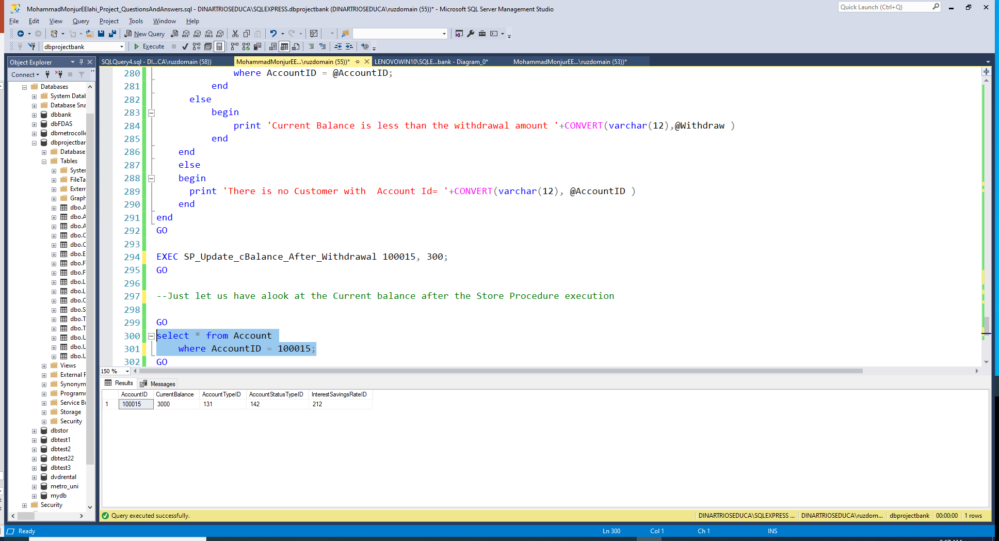 MohammadMonjurEElahi_Project_QuestionsAndAnswers.sql - DINARTRIOSEDUCA\SQLEXPRESS.dbprojectbank (DINARTRIOSEDUCA\ruzdomain (55))* - Microsoft SQL Server Management Studio
Quick Launch (Ctrl+Q)
File Edit View Query Project Tools Window Help
New Query
dbprojectbank Execute
Object Explorer
SQLQuery4.sql - DI...CA\ruzdomain (58)) MohammadMonjurEE...\ruzdomain (55))* LENOVOWIN10\SQLE...bank - Diagram_0* MohammadMonjurEE...\ruzdomain (53))*
Connect
Databases
System Datab
Database Sna
dbbank
dbFDAS
dbmetrocolle
dbprojectban
Database
Tables
System
FileTa
Extern
Graph
dbo.A
dbo.A
dbo.A
dbo.C
dbo.C
dbo.E
dbo.F
dbo.F
dbo.L
dbo.L
dbo.O
dbo.S
dbo.T
dbo.T
dbo.U
dbo.U
dbo.U
Views
External R
Synonym
Programr
Service Br
Storage
Security
dbstor
dbtest1
dbtest2
dbtest22
dbtest3
dvdrental
metro_uni
mydb
Security
280 where AccountID = @AccountID;
281 end
282 else
283 begin
284 print 'Current Balance is less than the withdrawal amount '+CONVERT(varchar(12),@Withdraw )
285 end
286 end
287 else
288 begin
289 print 'There is no Customer with  Account Id= '+CONVERT(varchar(12), @AccountID )
290 end
291 end
292 GO
293
294 EXEC SP_Update_cBalance_After_Withdrawal 100015, 300;
295 GO
296
297 --Just let us have alook at the Current balance after the Store Procedure execution
298
299 GO
300 select * from Account
301 where AccountID = 100015;
302 GO
150 %
Results Messages
AccountID CurrentBalance AccountTypeID AccountStatusTypeID InterestSavingsRateID
1 100015 3000 131 142 212
Query executed successfully. DINARTRIOSEDUCA\SQLEXPRESS ... DINARTRIOSEDUCA\ruzdom... dbprojectbank 00:00:00 1 rows
Ready Ln 300 Col 1 Ch 1 INS